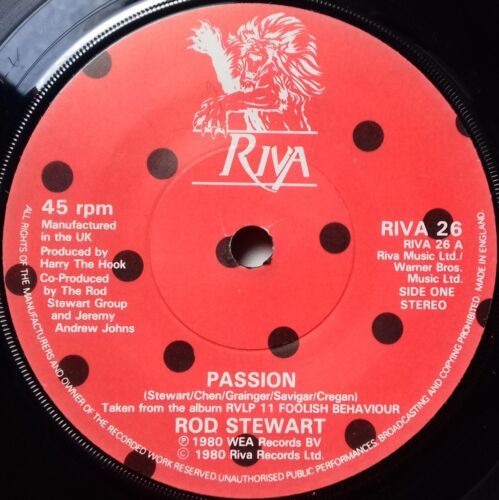 RIVA
45 rpm
Manufactured
in the UK
Produced by
Harry The Hook
Co-Produced
by The Rod
Stewart Group
and Jeremy
Andrew Johns
RIVA 26
RIVA 26 A
Riva Music Ltd./
Warner Bros.
Music Ltd.
SIDE ONE
STEREO
PASSION
(Stewart/Chen/Grainger/Savigar/Cregan)
Taken from the album RVLP 11 FOOLISH BEHAVIOUR
ROD STEWART
Ⓟ 1980 WEA Records BV
© 1980 Riva Records Ltd.
ALL RIGHTS OF THE MANUFACTURERS AND OWNER OF THE RECORDED WORK RESERVED UNAUTHORISED PUBLIC PERFORMANCES, BROADCASTING AND COPYING PROHIBITED. MADE IN ENGLAND.